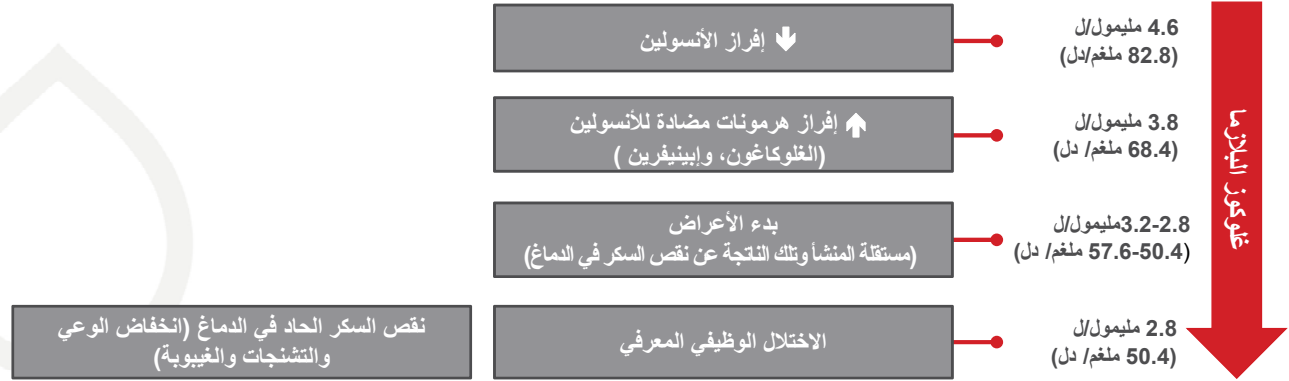 غلوكوز البلازما
4.6 مليمول/ل
(82.8 ملغم/دل)
🡇 إفراز الأنسولين
3.8 مليمول/ل
(68.4 ملغم/ دل)
🡅 إفراز هرمونات مضادة للأنسولين
(الغلوكاغون، وإبينيفرين )
3.2-2.8مليمول/ل
(57.6-50.4 ملغم/ دل)
بدء الأعراض
(مستقلة المنشأ وتلك الناتجة عن نقص السكر في الدماغ)
2.8 مليمول/ل
(50.4 ملغم/ دل)
الاختلال الوظيفي المعرفي
نقص السكر الحاد في الدماغ (انخفاض الوعي
والتشنجات والغيبوبة)